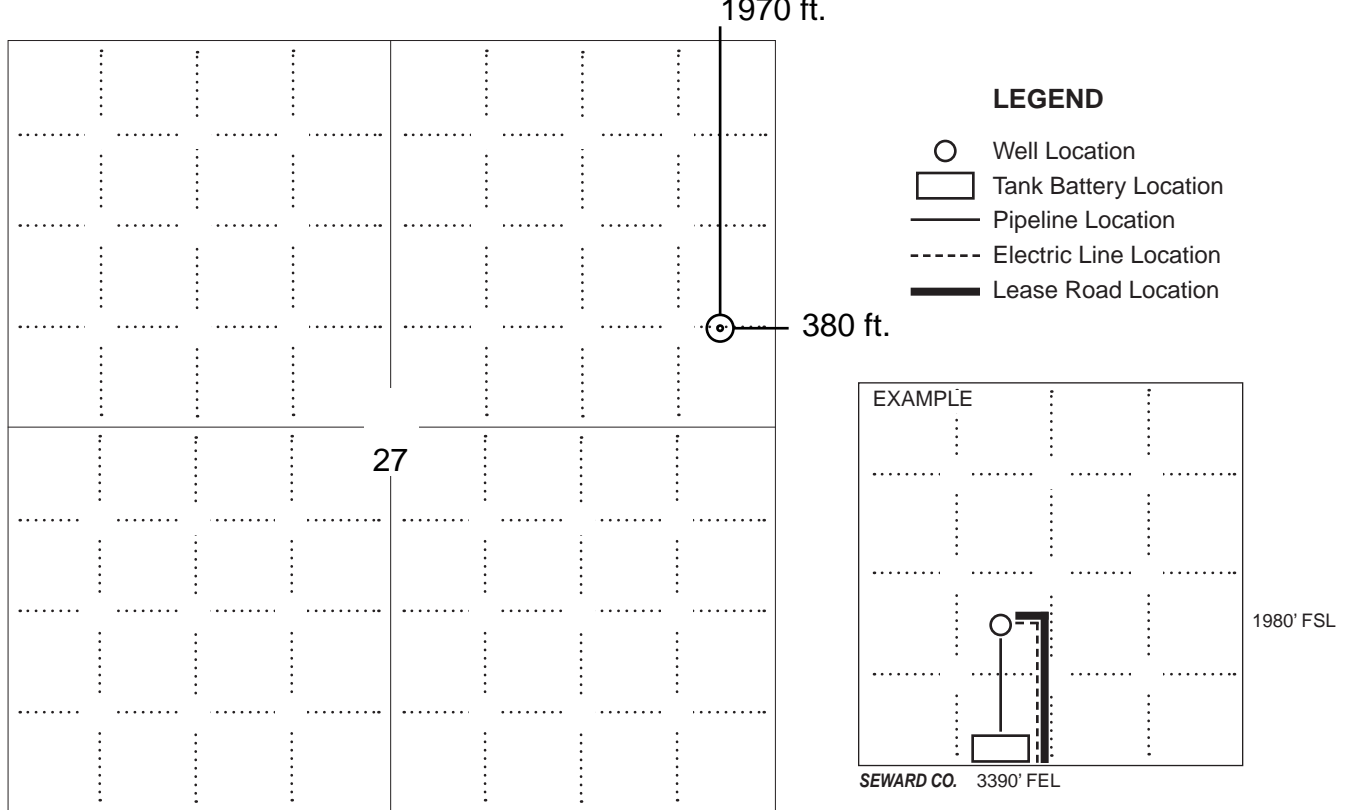 1970 ft.
LEGEND
Well Location
Tank Battery Location
Pipeline Location
Electric Line Location
Lease Road Location
380 ft.
EXAMPLE
27
1980' FSL
SEWARD CO. 3390' FEL